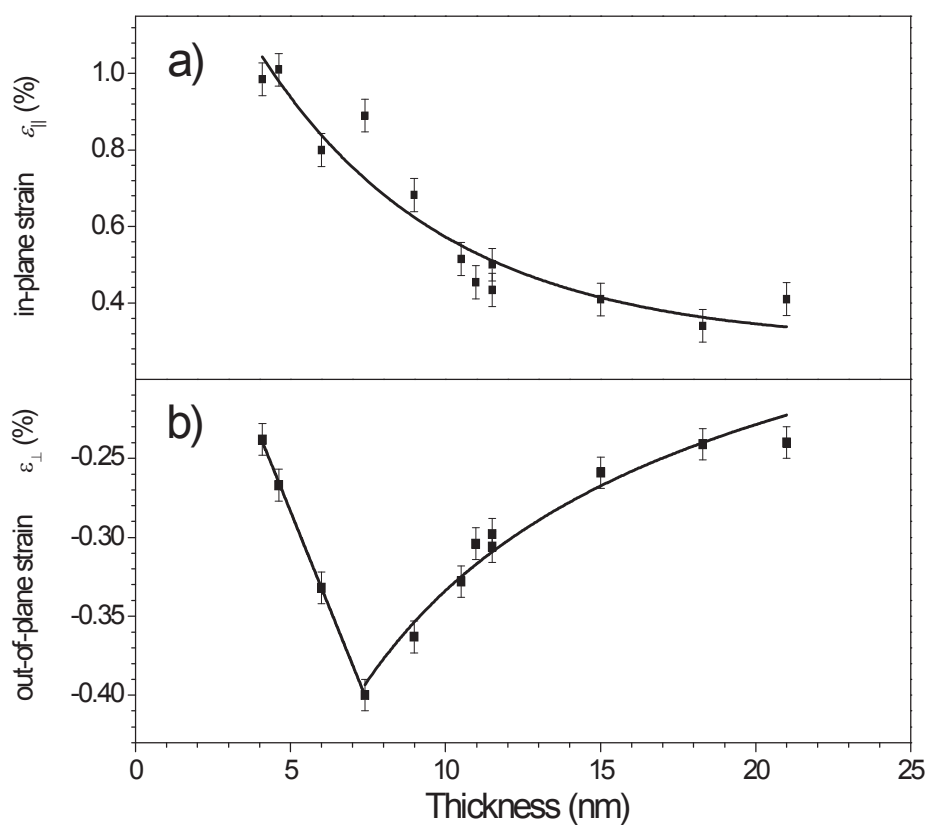 a)
in-plane strain ε|| (%)
1.0
0.8
0.6
0.4
b)
out-of-plane strain ε⊥ (%)
-0.25
-0.30
-0.35
-0.40
0 5 10 15 20 25
Thickness (nm)